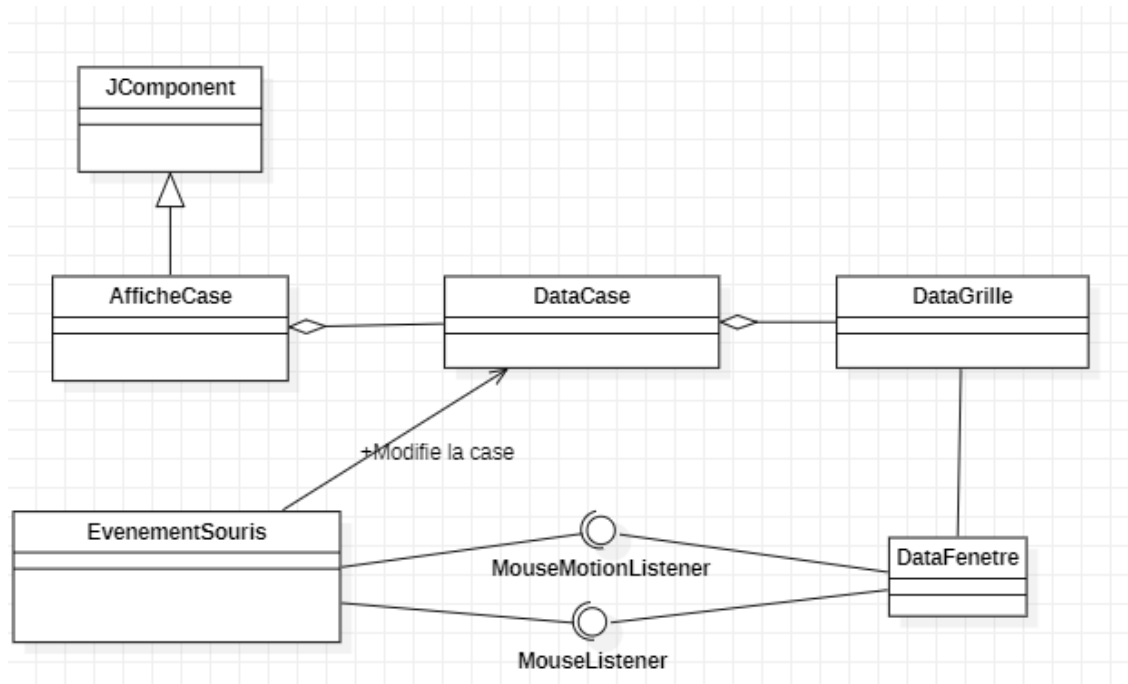 JComponent
AfficheCase
DataCase
DataGrille
+Modifie la case
EvenementSouris
MouseMotionListener
DataFenetre
MouseListener